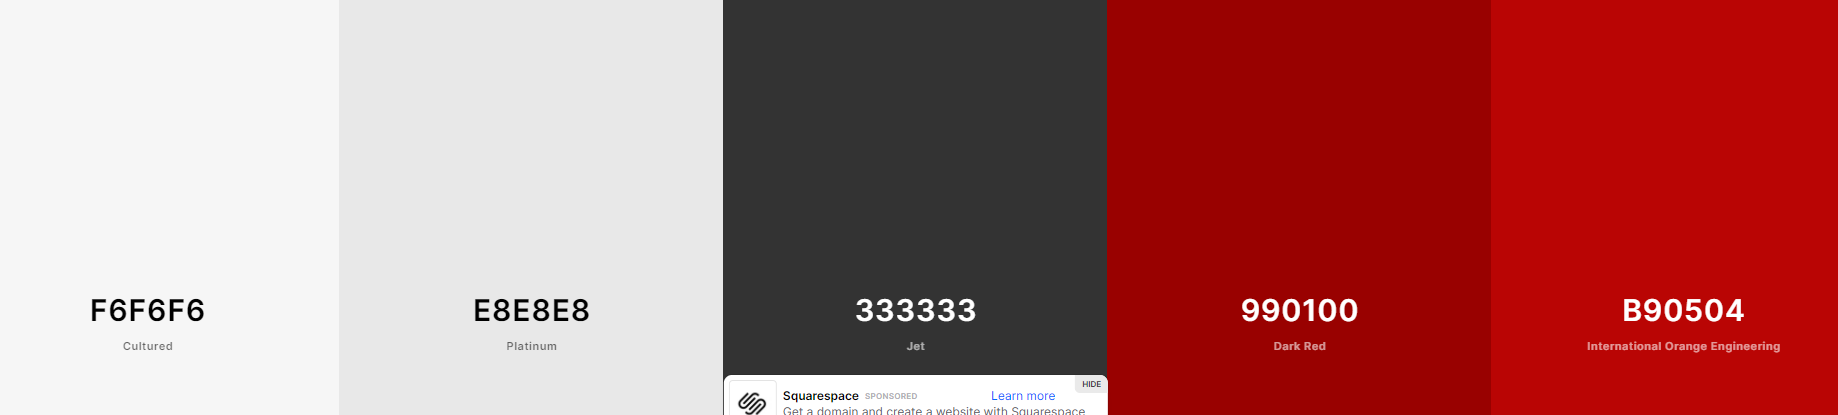 F6F6F6
Cultured
E8E8E8
Platinum
333333
Jet
990100
Dark Red
B90504
International Orange Engineering
HIDE
Squarespace SPONSORED Learn more
Get a domain and create a website with Squarespace